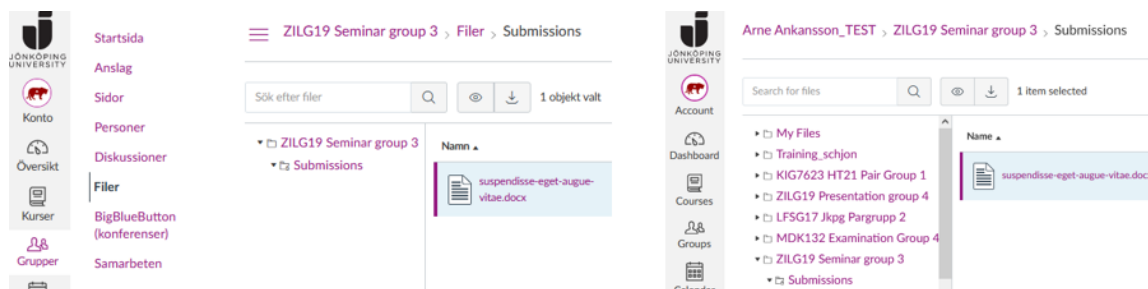 JÖNKÖPING
UNIVERSITY
Konto
Översikt
Kurser
Grupper
Startsida
Anslag
Sidor
Personer
Diskussioner
Filer
BigBlueButton
(konferenser)
Samarbeten
ZILG19 Seminar group 3 > Filer > Submissions
Sök efter filer
1 objekt valt
ZILG19 Seminar group 3
Submissions
Namn
suspendisse-eget-augue-
vitae.docx
JÖNKÖPING
UNIVERSITY
Account
Dashboard
Courses
Groups
Calendar
Arne Ankansson_TEST > ZILG19 Seminar group 3 > Submissions
Search for files
1 item selected
My Files
Training_schjon
KIG7623 HT21 Pair Group 1
ZILG19 Presentation group 4
LFSG17 Jkpg Pargrupp 2
MDK132 Examination Group 4
ZILG19 Seminar group 3
Submissions
Name
suspendisse-eget-augue-vitae.doc